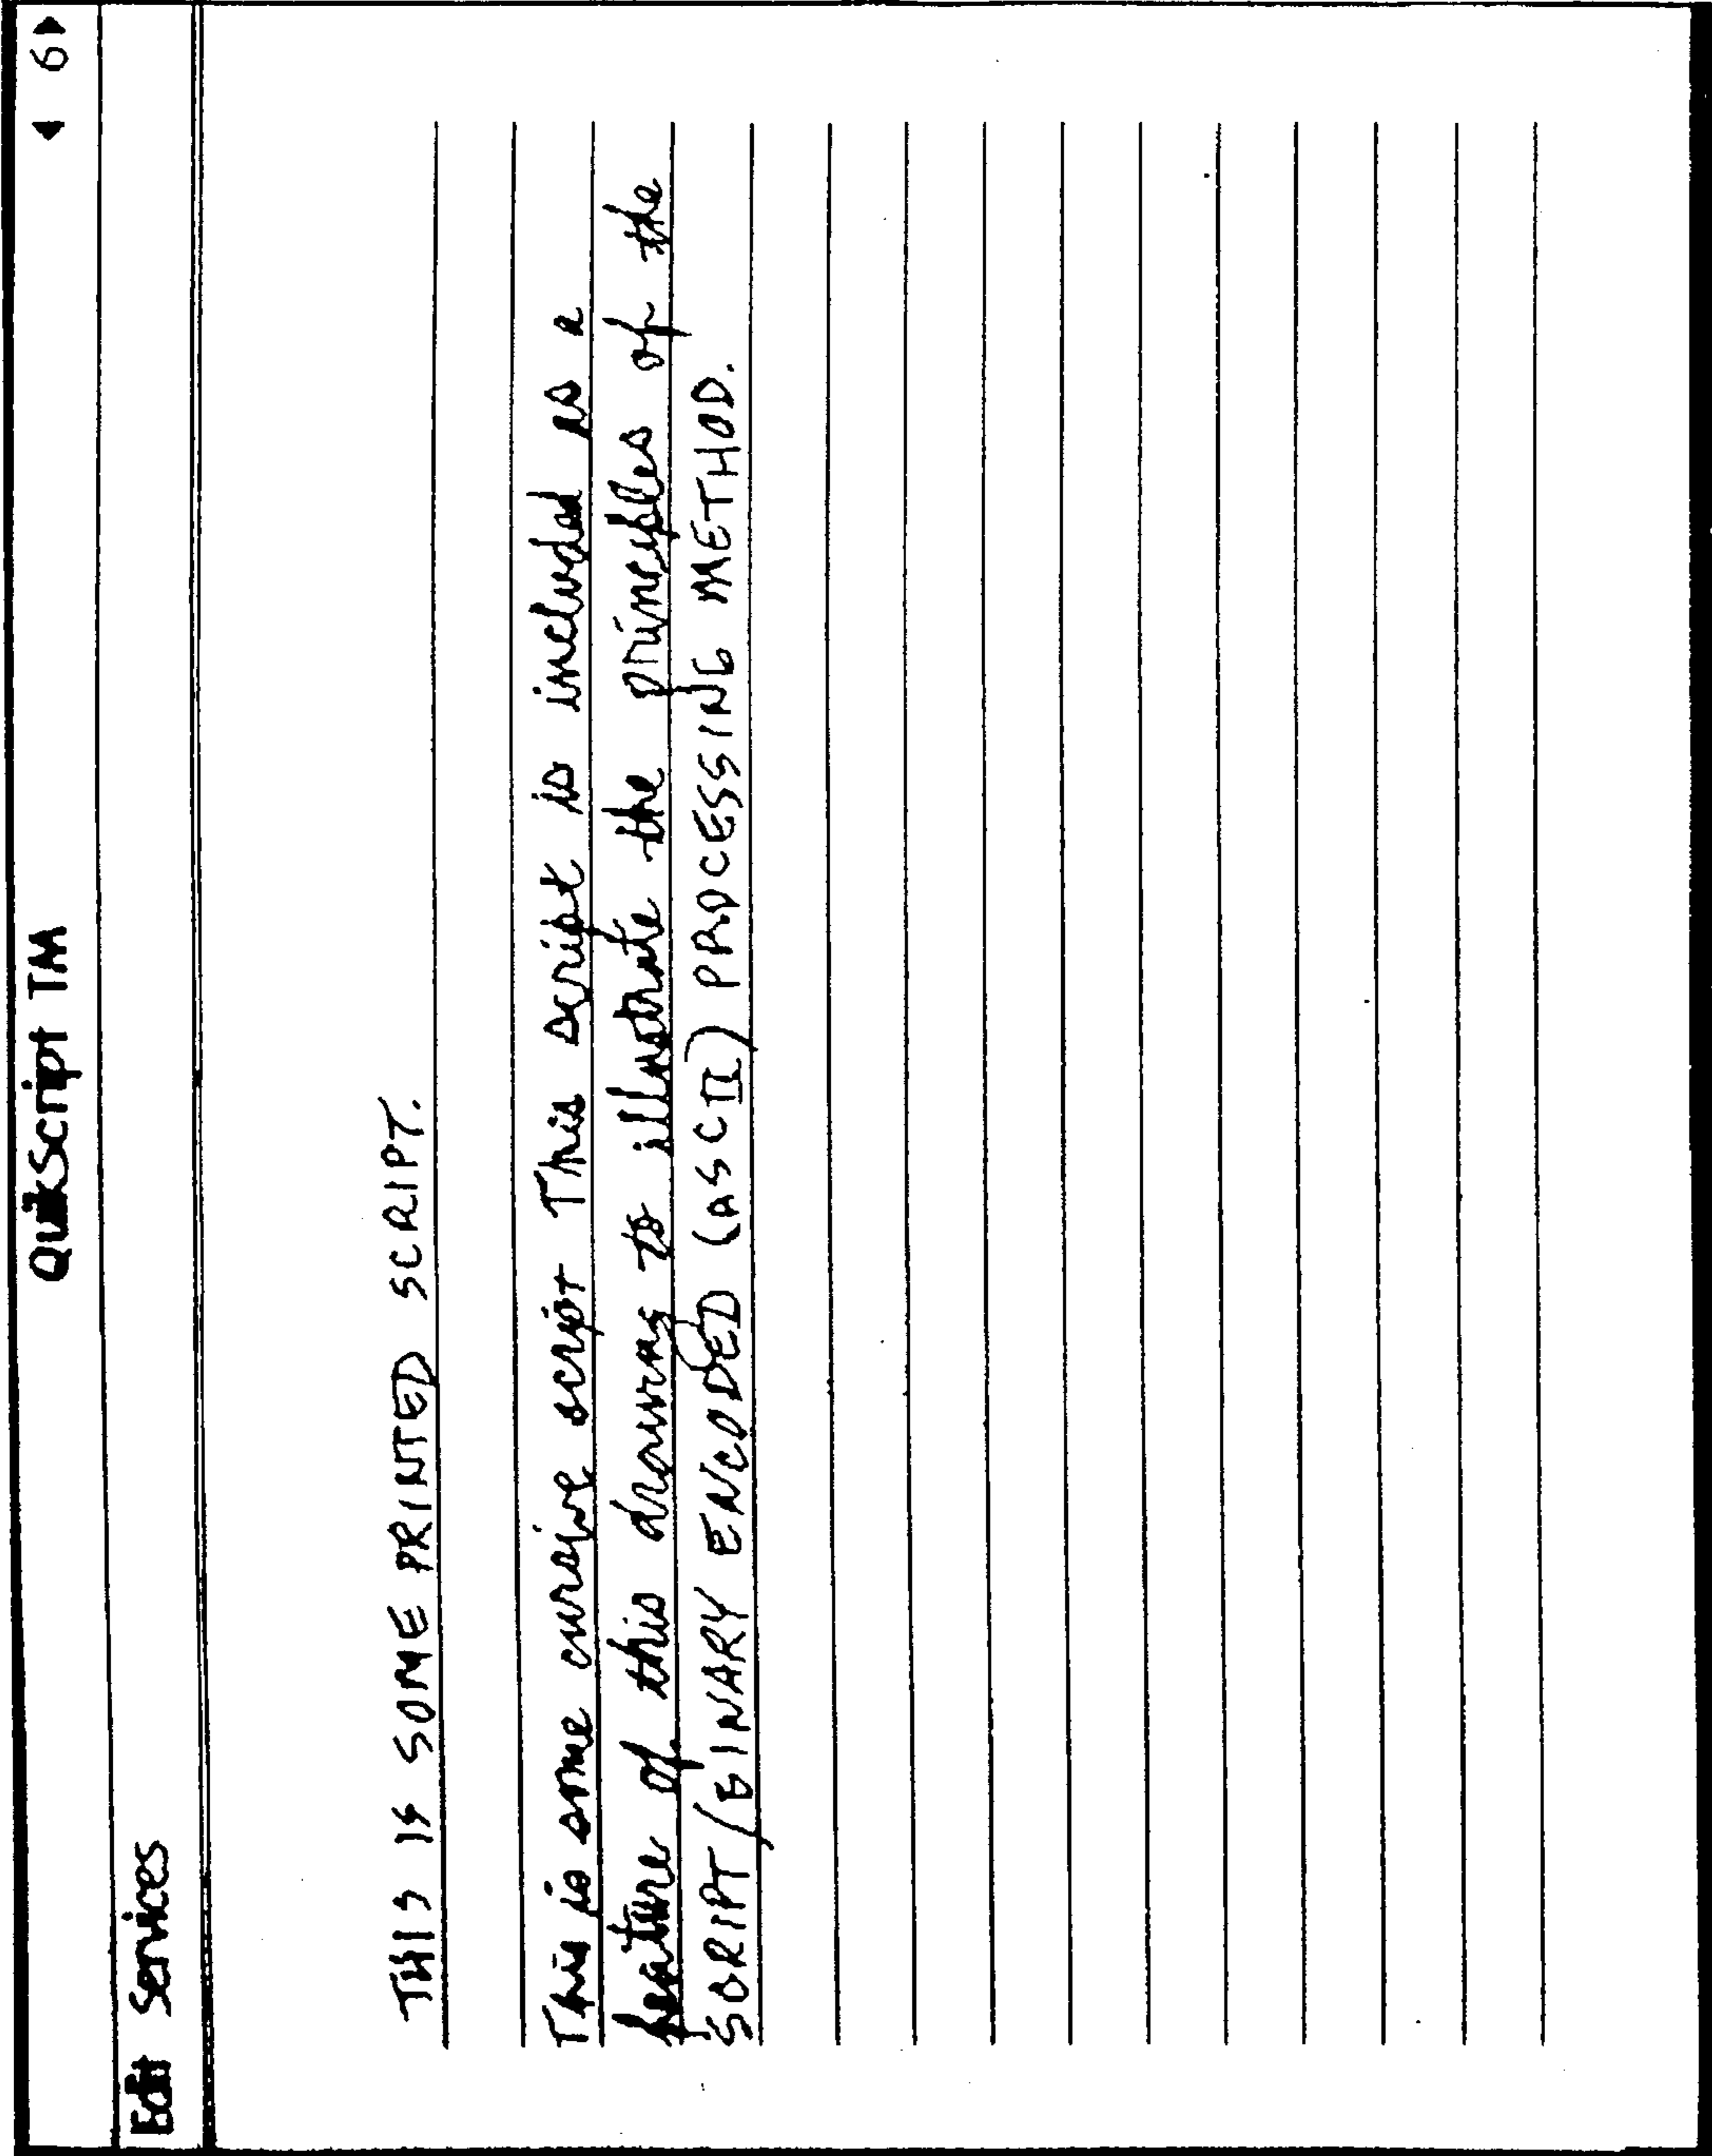 QuikScript TM ◀ 6 ▶
Edit Services
THIS IS SOME PRINTED SCRIPT.
This is some cursive script This script is included as a
feature of this drawing to illustrate the principles of the
SCRIPT/BINARY ENCODED (ASCII) PROCESSING METHOD.